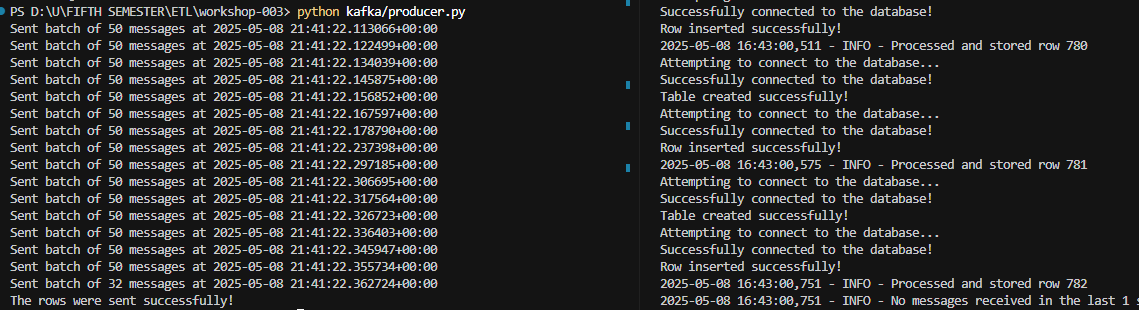 PS D:\U\FIFTH SEMESTER\ETL\workshop-003> python kafka/producer.py
Sent batch of 50 messages at 2025-05-08 21:41:22.113066+00:00
Sent batch of 50 messages at 2025-05-08 21:41:22.122499+00:00
Sent batch of 50 messages at 2025-05-08 21:41:22.134039+00:00
Sent batch of 50 messages at 2025-05-08 21:41:22.145875+00:00
Sent batch of 50 messages at 2025-05-08 21:41:22.156852+00:00
Sent batch of 50 messages at 2025-05-08 21:41:22.167597+00:00
Sent batch of 50 messages at 2025-05-08 21:41:22.178790+00:00
Sent batch of 50 messages at 2025-05-08 21:41:22.237398+00:00
Sent batch of 50 messages at 2025-05-08 21:41:22.297185+00:00
Sent batch of 50 messages at 2025-05-08 21:41:22.306695+00:00
Sent batch of 50 messages at 2025-05-08 21:41:22.317564+00:00
Sent batch of 50 messages at 2025-05-08 21:41:22.326723+00:00
Sent batch of 50 messages at 2025-05-08 21:41:22.336403+00:00
Sent batch of 50 messages at 2025-05-08 21:41:22.345947+00:00
Sent batch of 50 messages at 2025-05-08 21:41:22.355734+00:00
Sent batch of 32 messages at 2025-05-08 21:41:22.362724+00:00
The rows were sent successfully!
Successfully connected to the database!
Row inserted successfully!
2025-05-08 16:43:00,511 - INFO - Processed and stored row 780
Attempting to connect to the database...
Successfully connected to the database!
Table created successfully!
Attempting to connect to the database...
Successfully connected to the database!
Row inserted successfully!
2025-05-08 16:43:00,575 - INFO - Processed and stored row 781
Attempting to connect to the database...
Successfully connected to the database!
Table created successfully!
Attempting to connect to the database...
Successfully connected to the database!
Row inserted successfully!
2025-05-08 16:43:00,751 - INFO - Processed and stored row 782
2025-05-08 16:43:00,751 - INFO - No messages received in the last 1 s